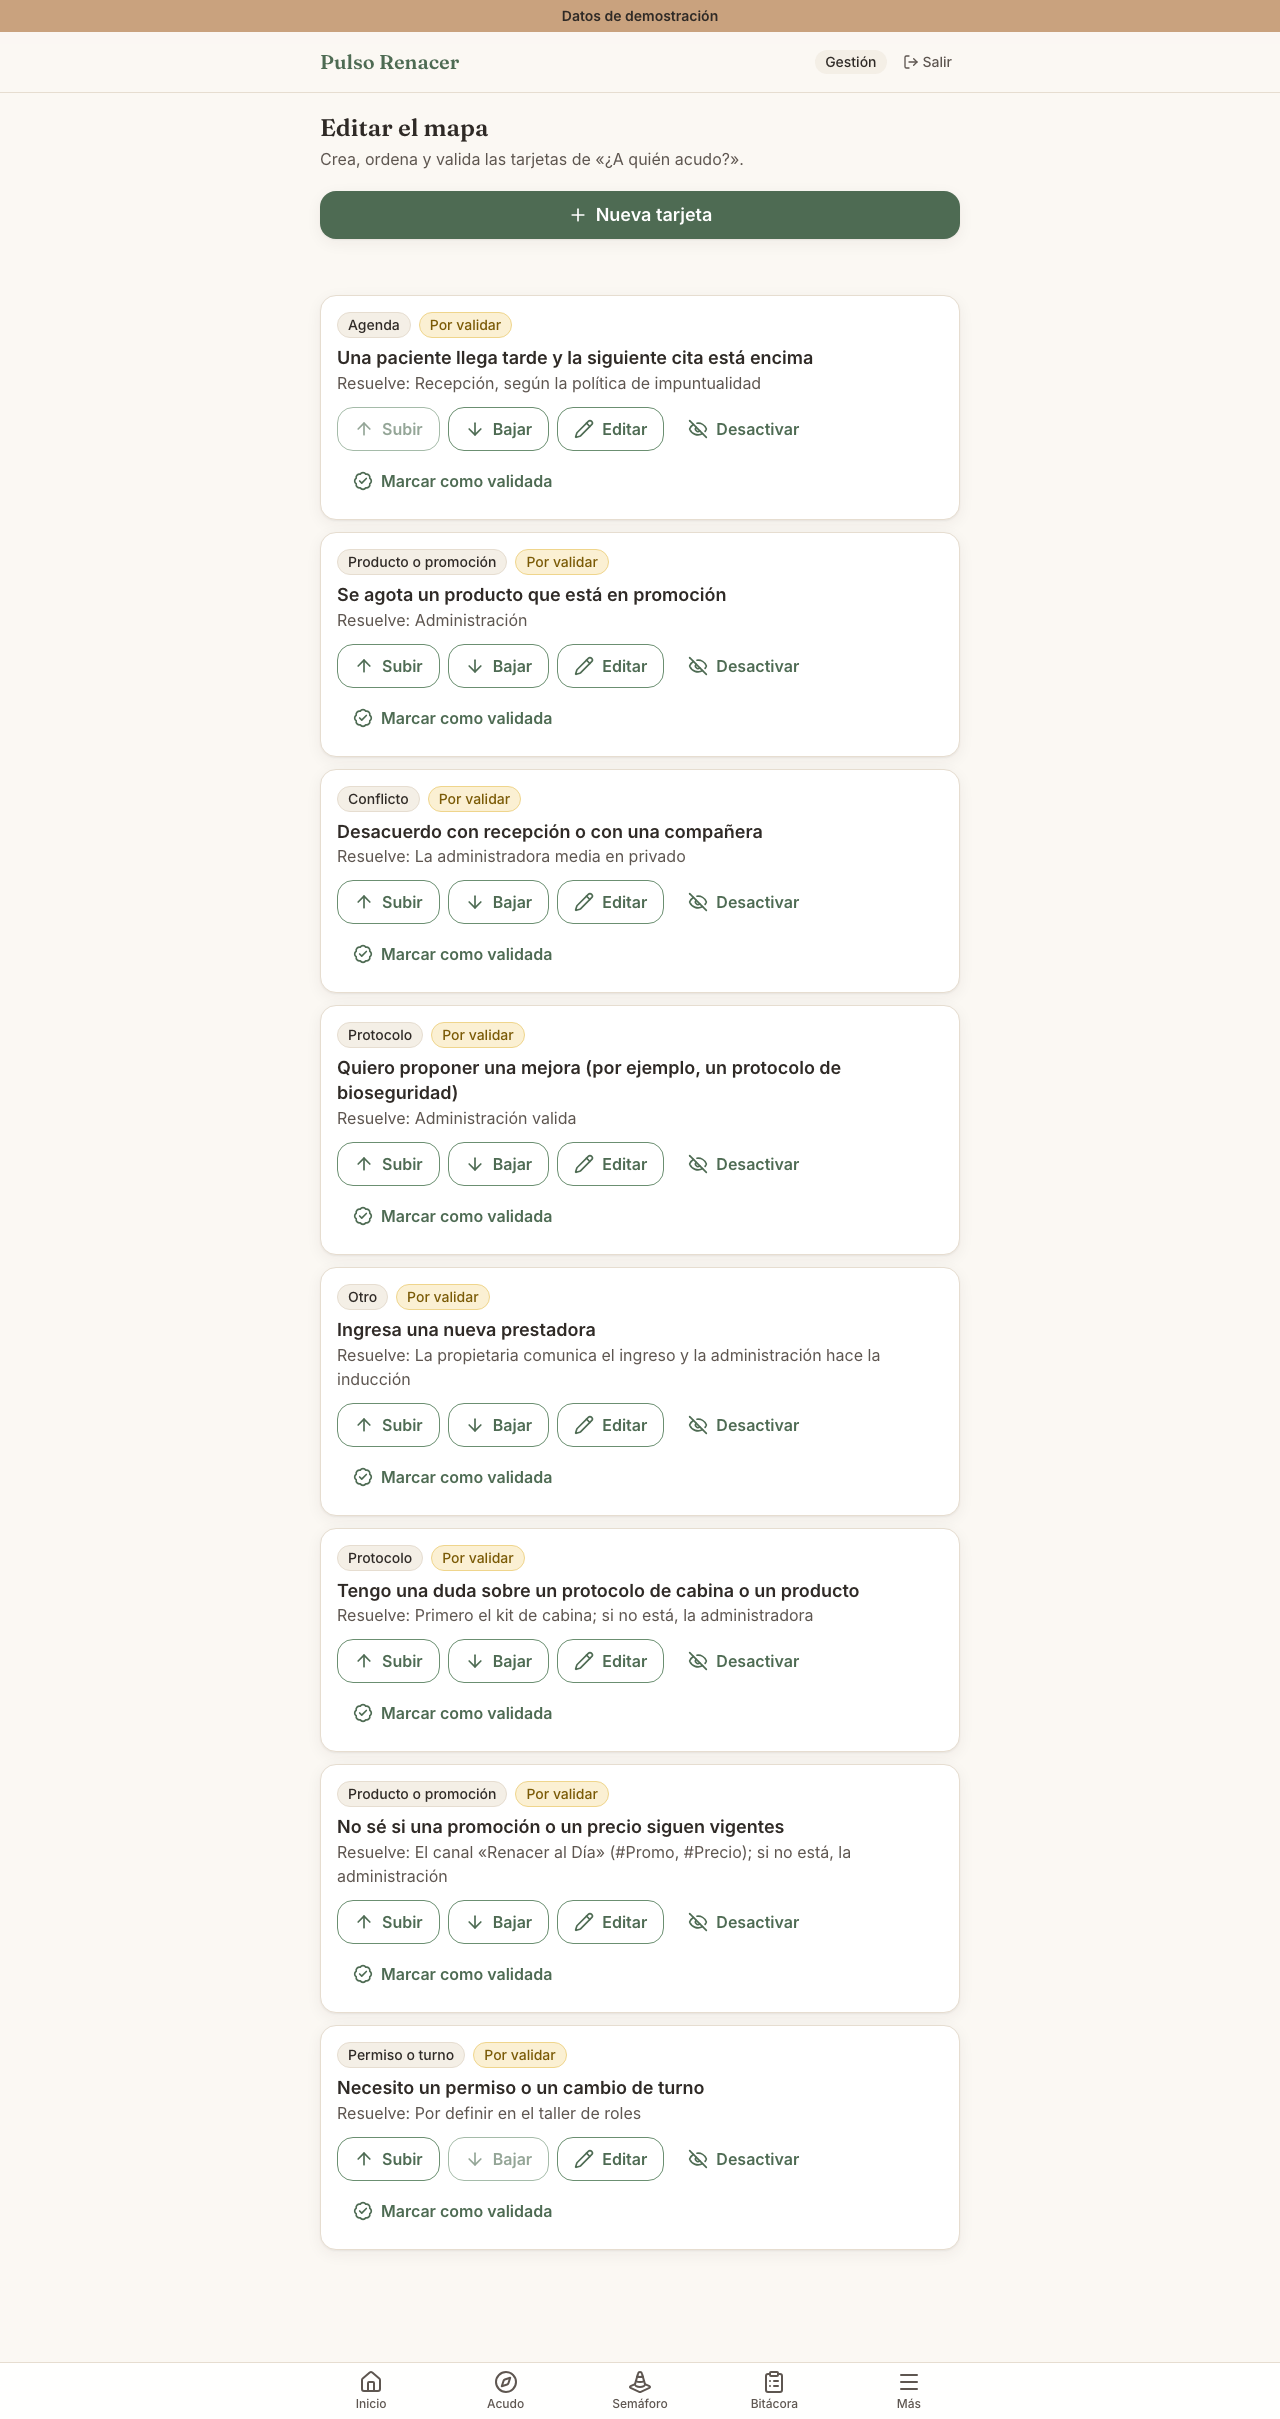 Datos de demostración
Pulso Renacer
Gestión
Salir
Editar el mapa
Crea, ordena y valida las tarjetas de «¿A quién acudo?».
Nueva tarjeta
Agenda
Por validar
Una paciente llega tarde y la siguiente cita está encima
Resuelve: Recepción, según la política de impuntualidad
Subir
Bajar
Editar
Desactivar
Marcar como validada
Producto o promoción
Por validar
Se agota un producto que está en promoción
Resuelve: Administración
Subir
Bajar
Editar
Desactivar
Marcar como validada
Conflicto
Por validar
Desacuerdo con recepción o con una compañera
Resuelve: La administradora media en privado
Subir
Bajar
Editar
Desactivar
Marcar como validada
Protocolo
Por validar
Quiero proponer una mejora (por ejemplo, un protocolo de
bioseguridad)
Resuelve: Administración valida
Subir
Bajar
Editar
Desactivar
Marcar como validada
Otro
Por validar
Ingresa una nueva prestadora
Resuelve: La propietaria comunica el ingreso y la administración hace la
inducción
Subir
Bajar
Editar
Desactivar
Marcar como validada
Protocolo
Por validar
Tengo una duda sobre un protocolo de cabina o un producto
Resuelve: Primero el kit de cabina; si no está, la administradora
Subir
Bajar
Editar
Desactivar
Marcar como validada
Producto o promoción
Por validar
No sé si una promoción o un precio siguen vigentes
Resuelve: El canal «Renacer al Día» (#Promo, #Precio); si no está, la
administración
Subir
Bajar
Editar
Desactivar
Marcar como validada
Permiso o turno
Por validar
Necesito un permiso o un cambio de turno
Resuelve: Por definir en el taller de roles
Subir
Bajar
Editar
Desactivar
Marcar como validada
Inicio
Acudo
Semáforo
Bitácora
Más